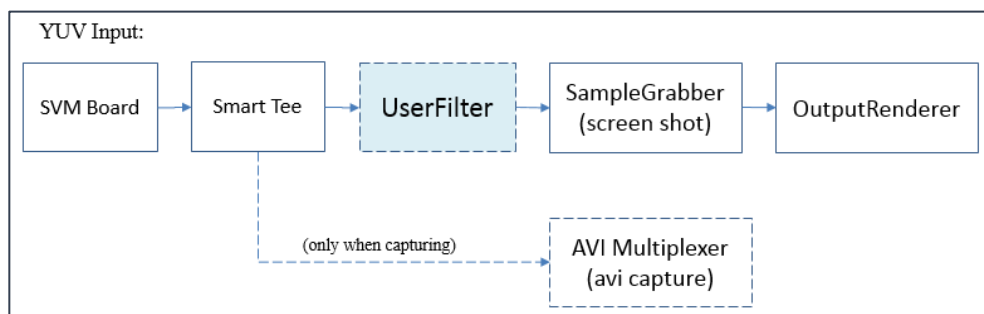 YUV Input:
SVM Board
Smart Tee
UserFilter
SampleGrabber
(screen shot)
OutputRenderer
(only when capturing)
AVI Multiplexer
(avi capture)